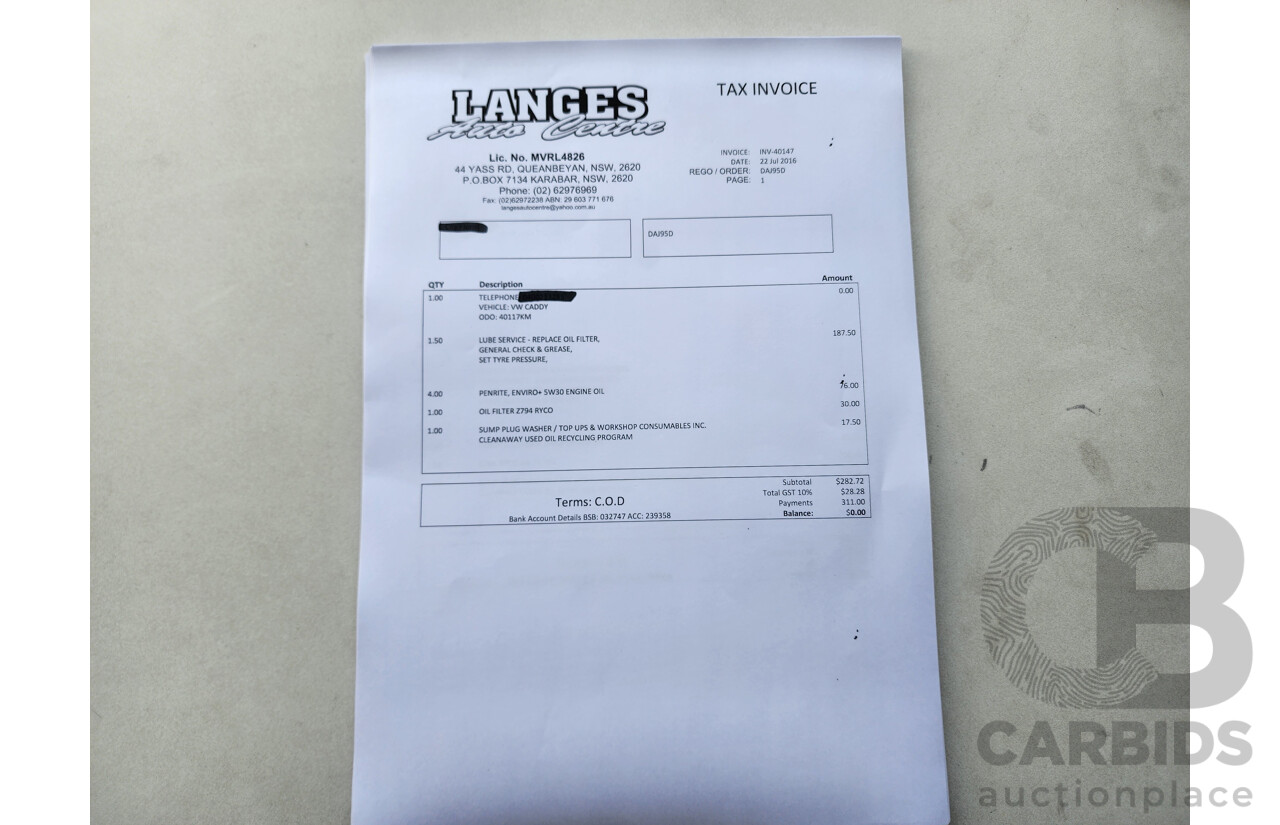 LANGES
Auto Centre
TAX INVOICE
Lic. No. MVRL4826
44 YASS RD, QUEANBEYAN, NSW, 2620
P.O.BOX 7134 KARABAR, NSW, 2620
Phone: (02) 62976969
Fax: (02)62972238 ABN: 29 603 771 676
langesautocentre@yahoo.com.au
INVOICE: INV-40147
DATE: 22 Jul 2016
REGO / ORDER: DAJ95D
PAGE: 1
DAJ95D
QTY Description Amount
1.00 TELEPHONE 0.00
VEHICLE: VW CADDY
ODO: 40117KM
1.50 LUBE SERVICE - REPLACE OIL FILTER, 187.50
GENERAL CHECK & GREASE,
SET TYRE PRESSURE,
4.00 PENRITE, ENVIRO+ 5W30 ENGINE OIL 76.00
1.00 OIL FILTER Z794 RYCO 30.00
1.00 SUMP PLUG WASHER / TOP UPS & WORKSHOP CONSUMABLES INC. 17.50
CLEANAWAY USED OIL RECYCLING PROGRAM
Terms: C.O.D
Bank Account Details BSB: 032747 ACC: 239358
Subtotal $282.72
Total GST 10% $28.28
Payments 311.00
Balance: $0.00
CB
CARBIDS
auctionplace